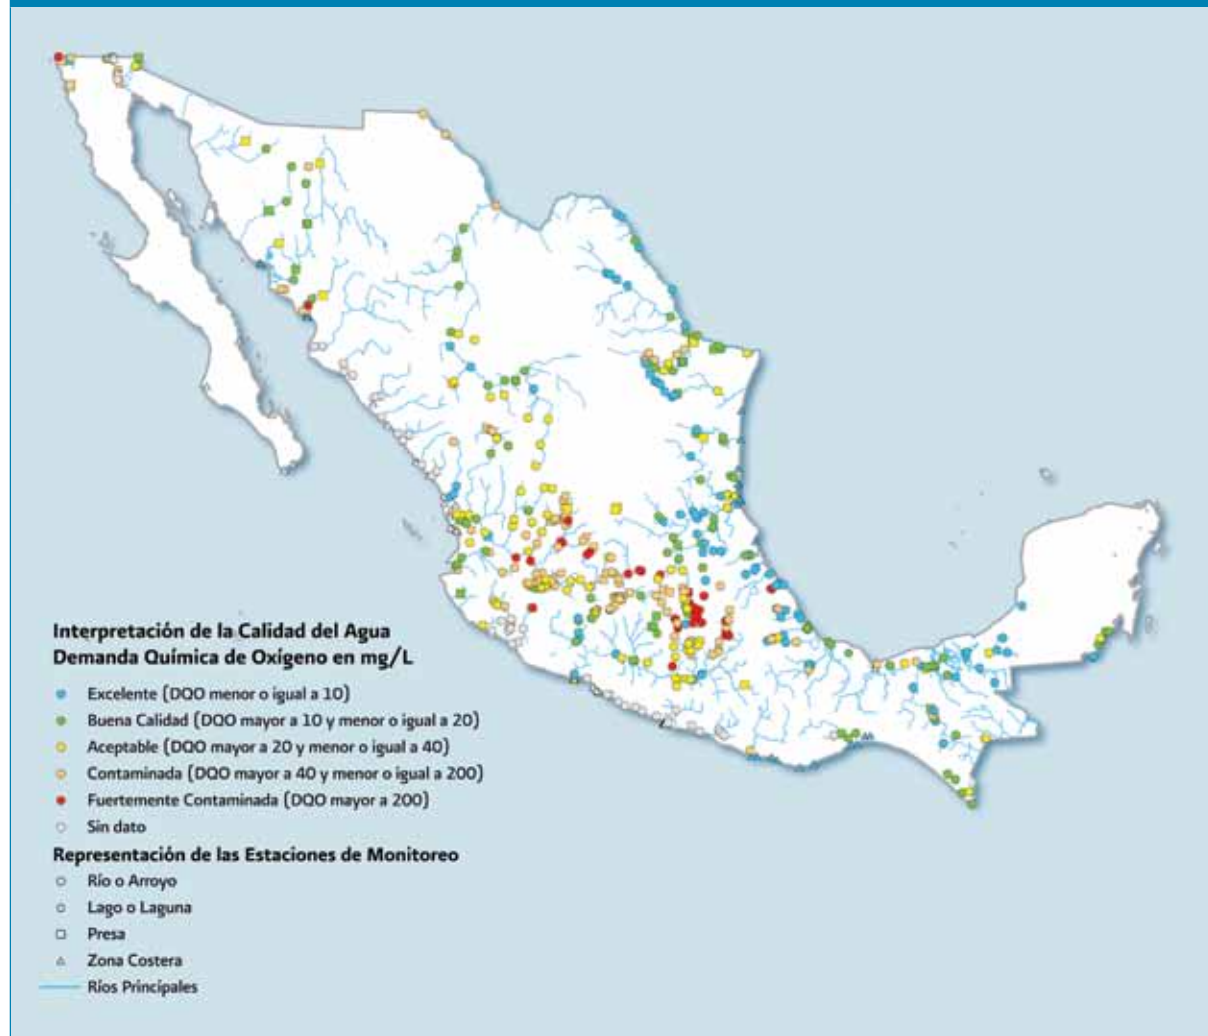 Interpretación de la Calidad del Agua
Demanda Química de Oxígeno en mg/L
Excelente (DQO menor o igual a 10)
Buena Calidad (DQO mayor a 10 y menor o igual a 20)
Aceptable (DQO mayor a 20 y menor o igual a 40)
Contaminada (DQO mayor a 40 y menor o igual a 200)
Fuertemente Contaminada (DQO mayor a 200)
Sin dato
Representación de las Estaciones de Monitoreo
Río o Arroyo
Lago o Laguna
Presa
Zona Costera
Ríos Principales